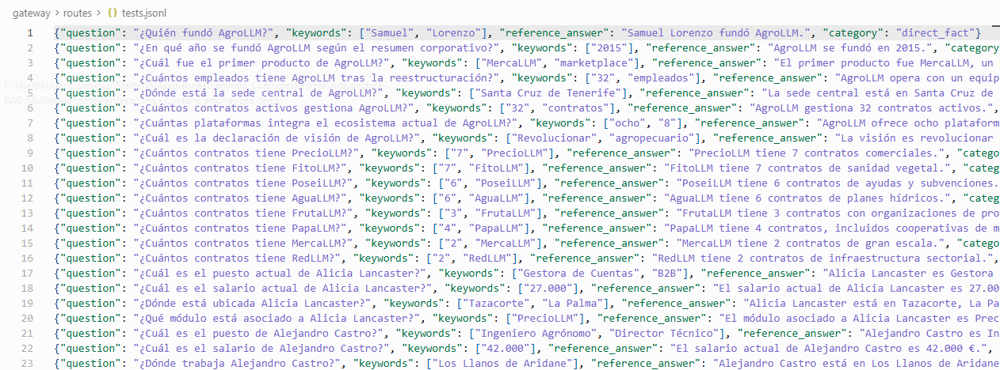 gateway > routes > {} tests.jsonl
1 {"question": "¿Quién fundó AgroLLM?", "keywords": ["Samuel", "Lorenzo"], "reference_answer": "Samuel Lorenzo fundó AgroLLM.", "category": "direct_fact"}
2 {"question": "¿En qué año se fundó AgroLLM según el resumen corporativo?", "keywords": ["2015"], "reference_answer": "AgroLLM se fundó en 2015.", "category
3 {"question": "¿Cuál fue el primer producto de AgroLLM?", "keywords": ["MercaLLM", "marketplace"], "reference_answer": "El primer producto fue MercaLLM, un
4 {"question": "¿Cuántos empleados tiene AgroLLM tras la reestructuración?", "keywords": ["32", "empleados"], "reference_answer": "AgroLLM opera con un equip
5 {"question": "¿Dónde está la sede central de AgroLLM?", "keywords": ["Santa Cruz de Tenerife"], "reference_answer": "La sede central está en Santa Cruz de
6 {"question": "¿Cuántos contratos activos gestiona AgroLLM?", "keywords": ["32", "contratos"], "reference_answer": "AgroLLM gestiona 32 contratos activos.",
7 {"question": "¿Cuántas plataformas integra el ecosistema actual de AgroLLM?", "keywords": ["ocho", "8"], "reference_answer": "AgroLLM ofrece ocho plataform
8 {"question": "¿Cuál es la declaración de visión de AgroLLM?", "keywords": ["Revolucionar", "agropecuario"], "reference_answer": "La visión es revolucionar
9 {"question": "¿Cuántos contratos tiene PrecioLLM?", "keywords": ["7", "PrecioLLM"], "reference_answer": "PrecioLLM tiene 7 contratos comerciales.", "catego
10 {"question": "¿Cuántos contratos tiene FitoLLM?", "keywords": ["7", "FitoLLM"], "reference_answer": "FitoLLM tiene 7 contratos de sanidad vegetal.", "categ
11 {"question": "¿Cuántos contratos tiene PoseiLLM?", "keywords": ["6", "PoseiLLM"], "reference_answer": "PoseiLLM tiene 6 contratos de ayudas y subvenciones.
12 {"question": "¿Cuántos contratos tiene AguaLLM?", "keywords": ["6", "AguaLLM"], "reference_answer": "AguaLLM tiene 6 contratos de planes hídricos.", "categ
13 {"question": "¿Cuántos contratos tiene FrutaLLM?", "keywords": ["3", "FrutaLLM"], "reference_answer": "FrutaLLM tiene 3 contratos con organizaciones de pro
14 {"question": "¿Cuántos contratos tiene PapaLLM?", "keywords": ["4", "PapaLLM"], "reference_answer": "PapaLLM tiene 4 contratos, incluidos cooperativas de m
15 {"question": "¿Cuántos contratos tiene MercaLLM?", "keywords": ["2", "MercaLLM"], "reference_answer": "MercaLLM tiene 2 contratos de gran escala.", "catego
16 {"question": "¿Cuántos contratos tiene RedLLM?", "keywords": ["2", "RedLLM"], "reference_answer": "RedLLM tiene 2 contratos de infraestructura sectorial.",
17 {"question": "¿Cuál es el puesto actual de Alicia Lancaster?", "keywords": ["Gestora de Cuentas", "B2B"], "reference_answer": "Alicia Lancaster es Gestora
18 {"question": "¿Cuál es el salario actual de Alicia Lancaster?", "keywords": ["27.000"], "reference_answer": "El salario actual de Alicia Lancaster es 27.00
19 {"question": "¿Dónde está ubicada Alicia Lancaster?", "keywords": ["Tazacorte", "La Palma"], "reference_answer": "Alicia Lancaster está en Tazacorte, La Pa
20 {"question": "¿Qué módulo está asociado a Alicia Lancaster?", "keywords": ["PrecioLLM"], "reference_answer": "El módulo asociado a Alicia Lancaster es Prec
21 {"question": "¿Cuál es el puesto de Alejandro Castro?", "keywords": ["Ingeniero Agrónomo", "Director Técnico"], "reference_answer": "Alejandro Castro es In
22 {"question": "¿Cuál es el salario de Alejandro Castro?", "keywords": ["42.000"], "reference_answer": "El salario actual de Alejandro Castro es 42.000 €.",
23 {"question": "¿Dónde trabaja Alejandro Castro?", "keywords": ["Los Llanos de Aridane"], "reference_answer": "Alejandro Castro está en Los Llanos de Aridane